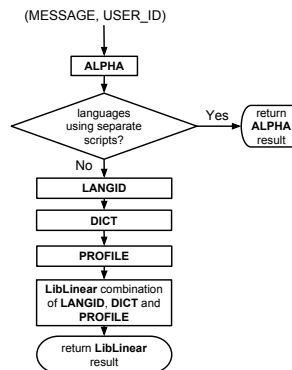 (MESSAGE, USER_ID)
ALPHA
languages
using separate
scripts?
Yes
return
ALPHA
result
No
LANGID
DICT
PROFILE
LibLinear combination
of LANGID, DICT and
PROFILE
return LibLinear
result